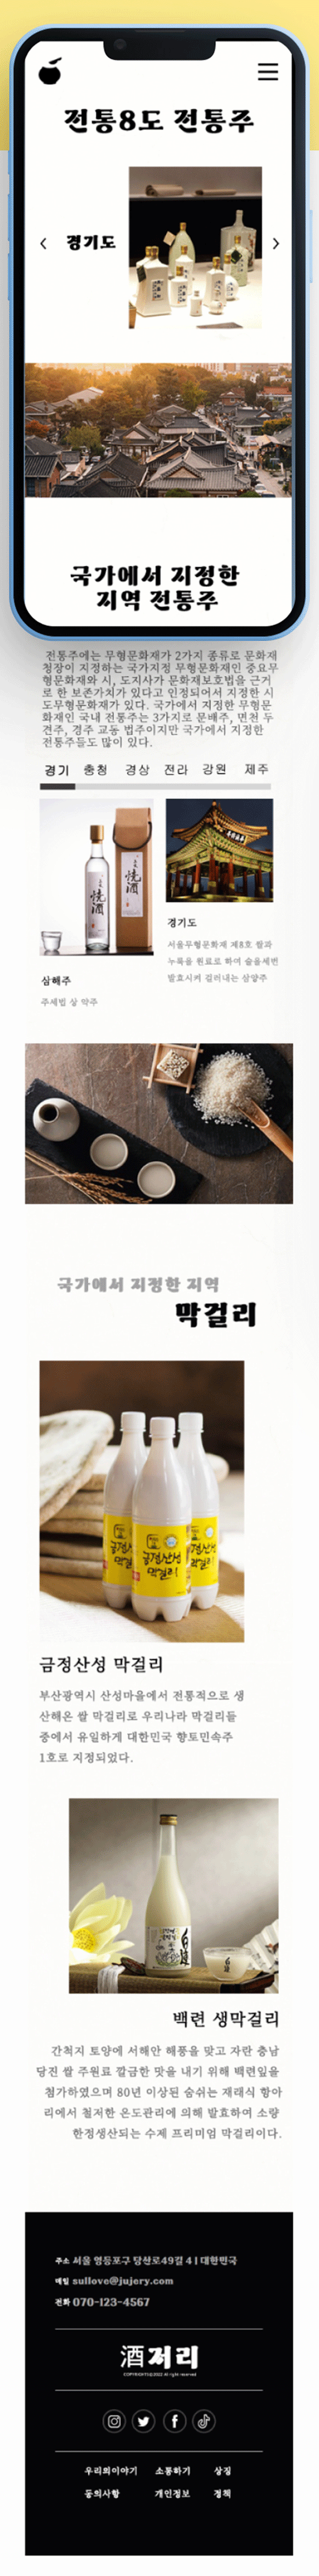 전통8도 전통주
경기도
국가에서 지정한
지역 전통주
전통주에는 무형문화재가 2가지 종류로 문화재
청장이 지정하는 국가지정 무형문화재인 중요무
형문화재와 시, 도지사가 문화재보호법을 근거
로 한 보존가치가 있다고 인정되어서 지정한 시
도무형문화재가 있다. 국가에서 지정한 무형문
화재인 국내 전통주는 3가지로 문배주, 면천 두
견주, 경주 교동 법주이지만 국가에서 지정한
전통주들도 많이 있다.
경기 충청 경상 전라 강원 제주
燒酒
燒酒
경기도
서울무형문화재 제8호 쌀과
누룩을 원료로 하여 술을세번
발효시켜 걸러내는 삼양주
삼해주
주세법 상 약주
국가에서 지정한 지역
막걸리
금정산성
막걸리
금정산성 막걸리
부산광역시 산성마을에서 전통적으로 생
산해온 쌀 막걸리로 우리나라 막걸리들
중에서 유일하게 대한민국 향토민속주
1호로 지정되었다.
백련 생막걸리
간척지 토양에 서해안 해풍을 맞고 자란 충남
당진 쌀 주원료 깔끔한 맛을 내기 위해 백련잎을
첨가하였으며 80년 이상된 숨쉬는 재래식 항아
리에서 철저한 온도관리에 의해 발효하여 소량
한정생산되는 수제 프리미엄 막걸리이다.
주소 서울 영등포구 당산로49길 4 | 대한민국
메일 sullove@jujery.com
전화 070-123-4567
酒저리
COPYRIGHT©2022 All right reserved
우리의이야기 소통하기 상징
동의사항 개인정보 정책